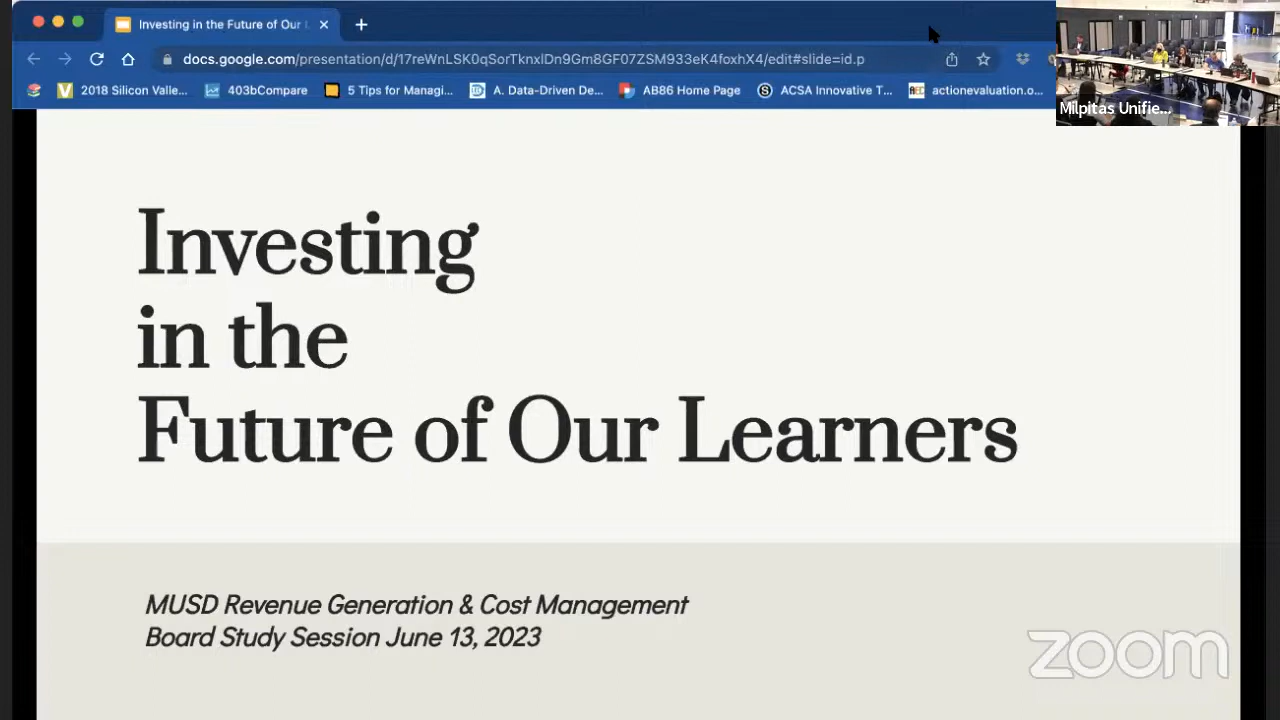 Investing in the Future of Our L
docs.google.com/presentation/d/17reWnLSK0qSorTknxlDn9Gm8GF07ZSM933eK4foxhX4/edit#slide=id.p
2018 Silicon Valle...
403bCompare
5 Tips for Managi...
A. Data-Driven De...
AB86 Home Page
ACSA Innovative T...
actionevaluation.o...
Milpitas Unifie...
Investing
in the
Future of Our Learners
MUSD Revenue Generation & Cost Management
Board Study Session June 13, 2023
zoom